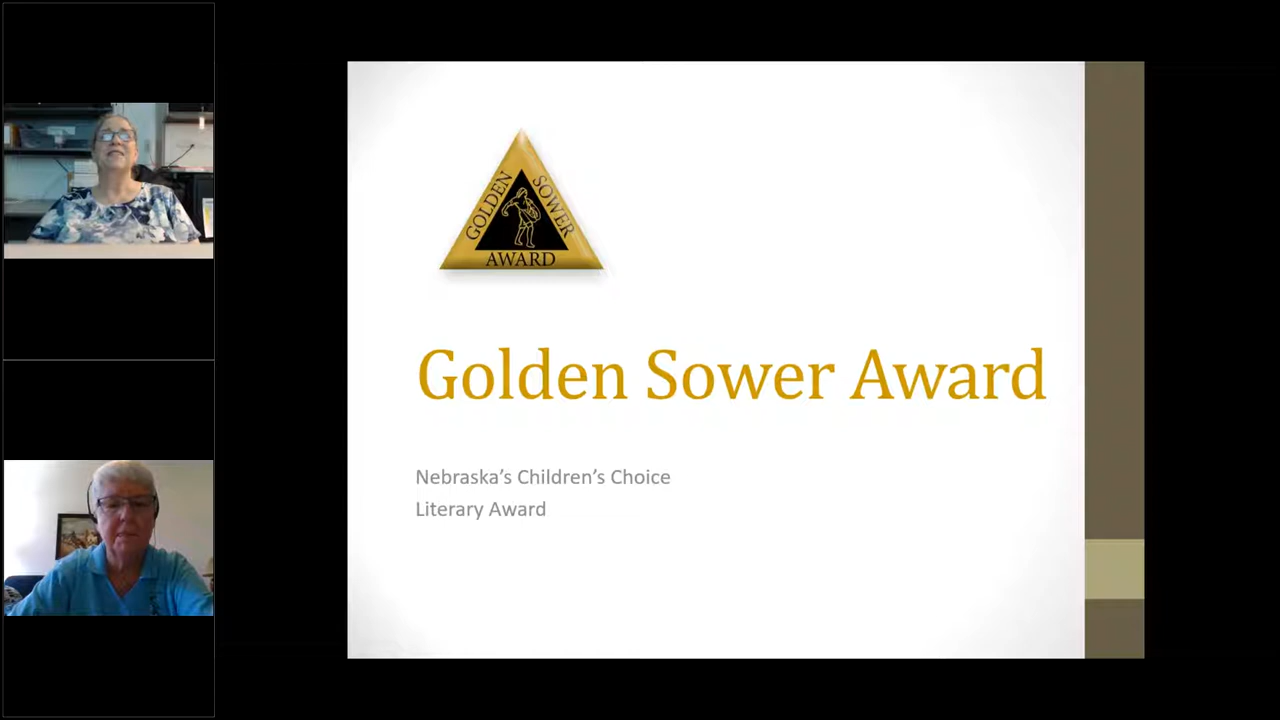 GOLDEN SOWER
AWARD
Golden Sower Award
Nebraska’s Children’s Choice
Literary Award